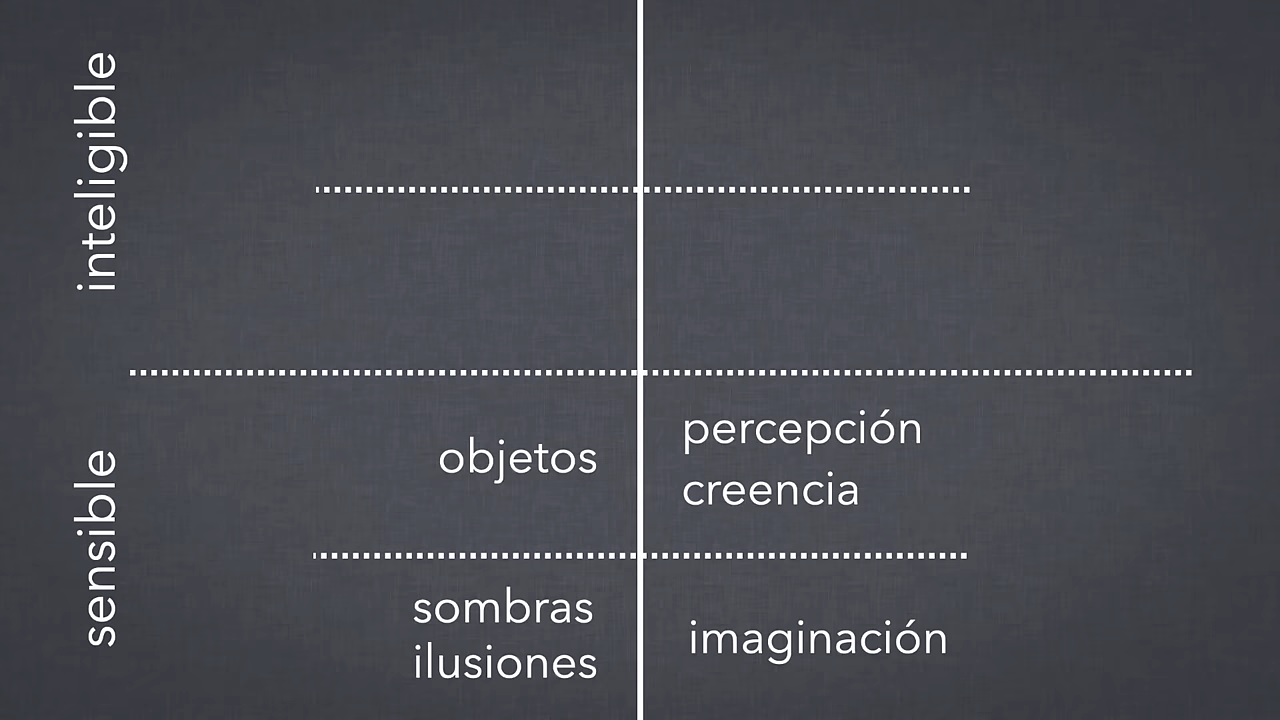 inteligible
sensible
objetos
percepción
creencia
sombras
ilusiones
imaginación